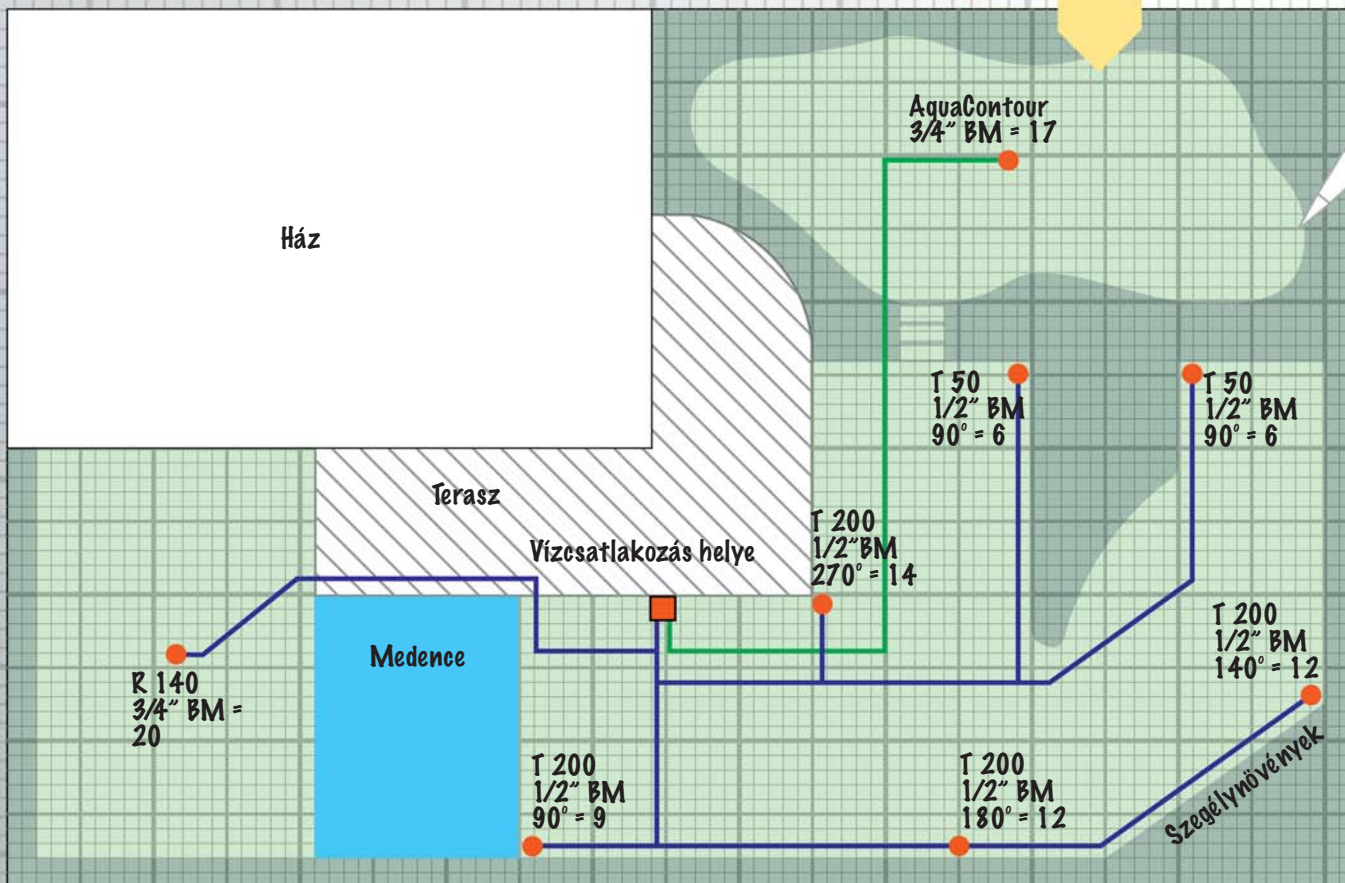 AquaContour
3/4" BM = 17
Ház
T 50
1/2" BM
90° = 6
T 50
1/2" BM
90° = 6
Terasz
Vízcsatlakozás helye
T 200
1/2"BM
270° = 14
T 200
1/2" BM
140° = 12
Medence
R 140
3/4" BM =
20
T 200
1/2" BM
90° = 9
T 200
1/2" BM
180° = 12
Szegélynövények